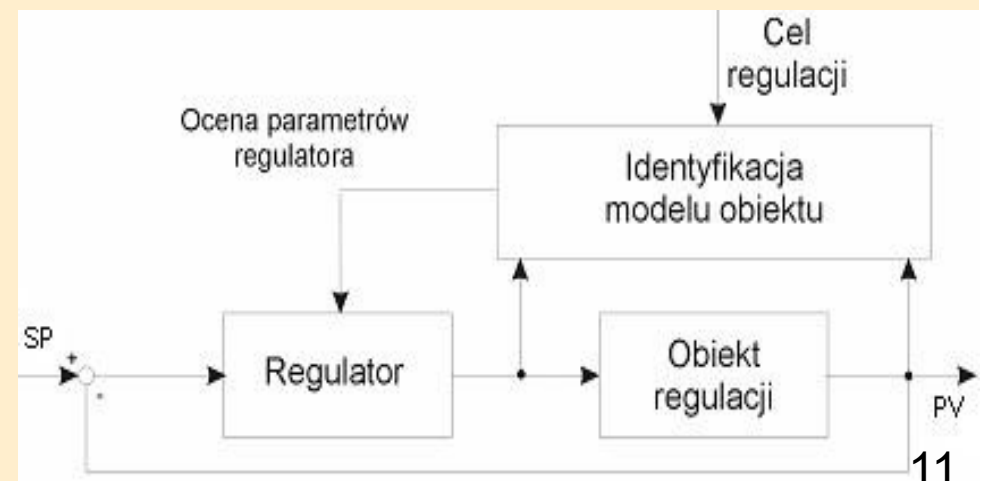 Cel
regulacji
Ocena parametrów
regulatora
Identyfikacja
modelu obiektu
SP
+
-
Regulator
Obiekt
regulacji
PV
11